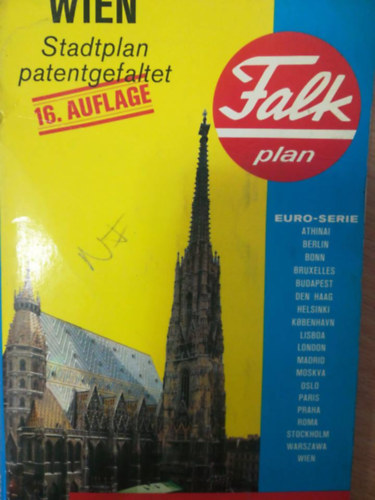 WIEN
Stadtplan
patentgefaltet
16. AUFLAGE
Falk
plan
EURO-SERIE
ATHINAI
BERLIN
BONN
BRUXELLES
BUDAPEST
DEN HAAG
HELSINKI
KØBENHAVN
LISBOA
LONDON
MADRID
MOSKVA
OSLO
PARIS
PRAHA
ROMA
STOCKHOLM
WARSZAWA
WIEN